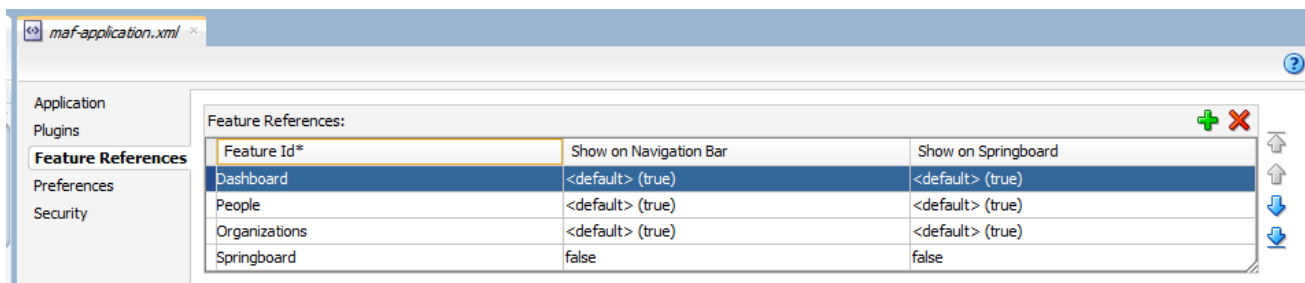 maf-application.xml
Application
Plugins
Feature References
Preferences
Security
Feature References:
Feature Id* Show on Navigation Bar Show on Springboard
Dashboard <default> (true) <default> (true)
People <default> (true) <default> (true)
Organizations <default> (true) <default> (true)
Springboard false false